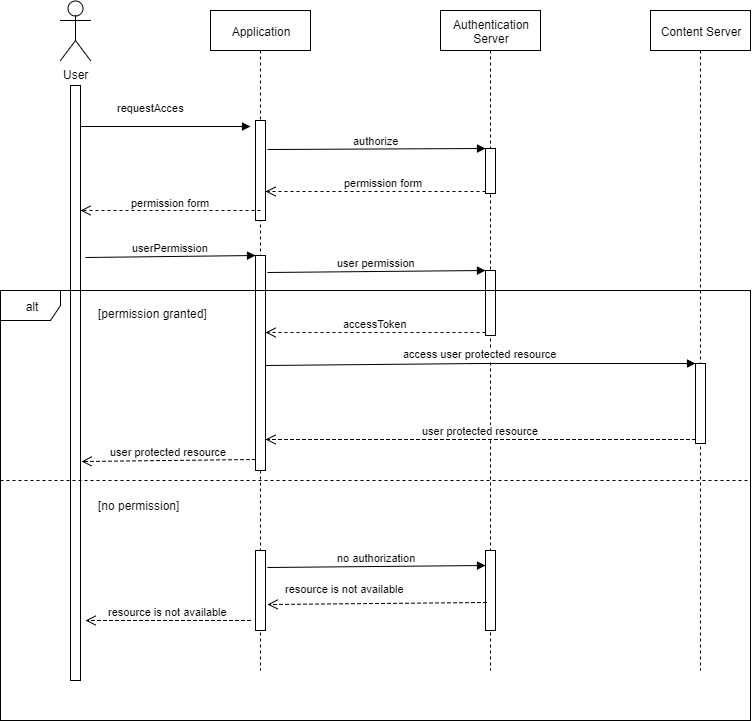 Application
Authentication
Server
Content Server
User
requestAcces
authorize
permission form
permission form
userPermission
user permission
alt
[permission granted]
accessToken
access user protected resource
user protected resource
user protected resource
[no permission]
no authorization
resource is not available
resource is not available